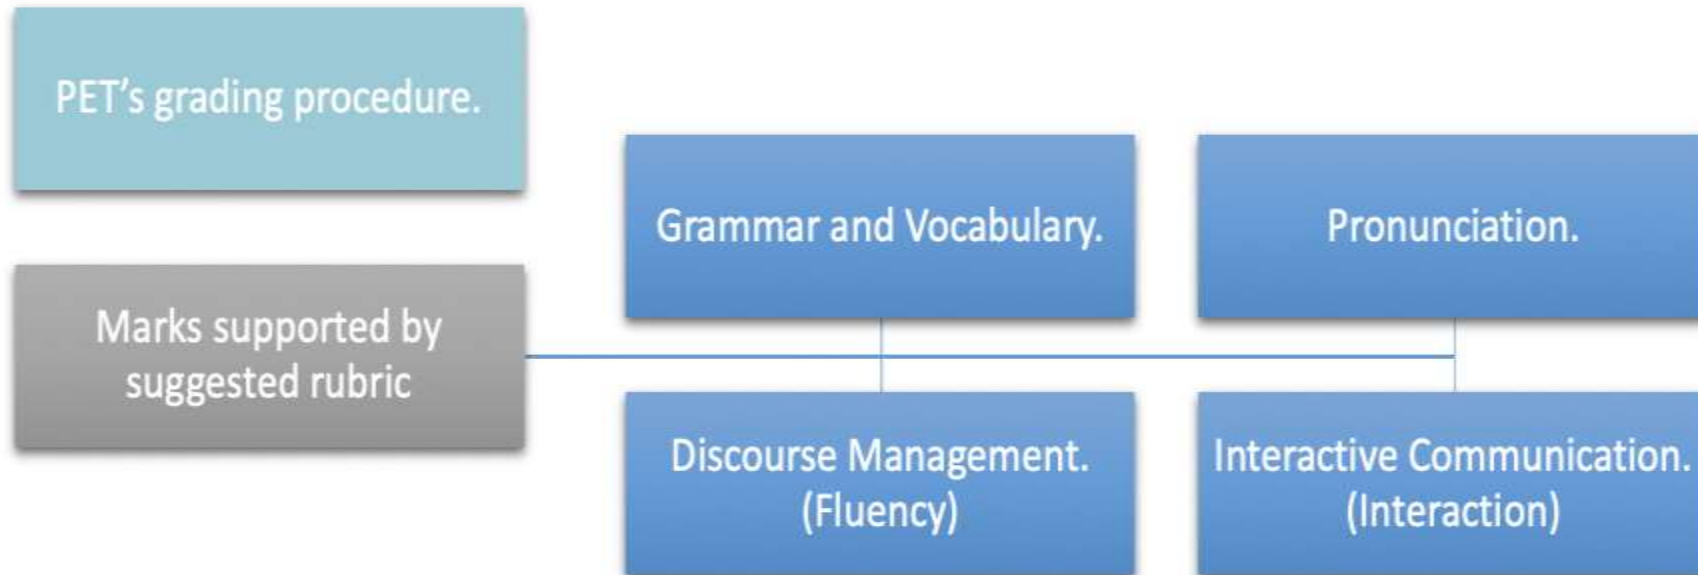 PET's grading procedure.
Marks supported by
suggested rubric
Grammar and Vocabulary.
Pronunciation.
Discourse Management.
(Fluency)
Interactive Communication.
(Interaction)